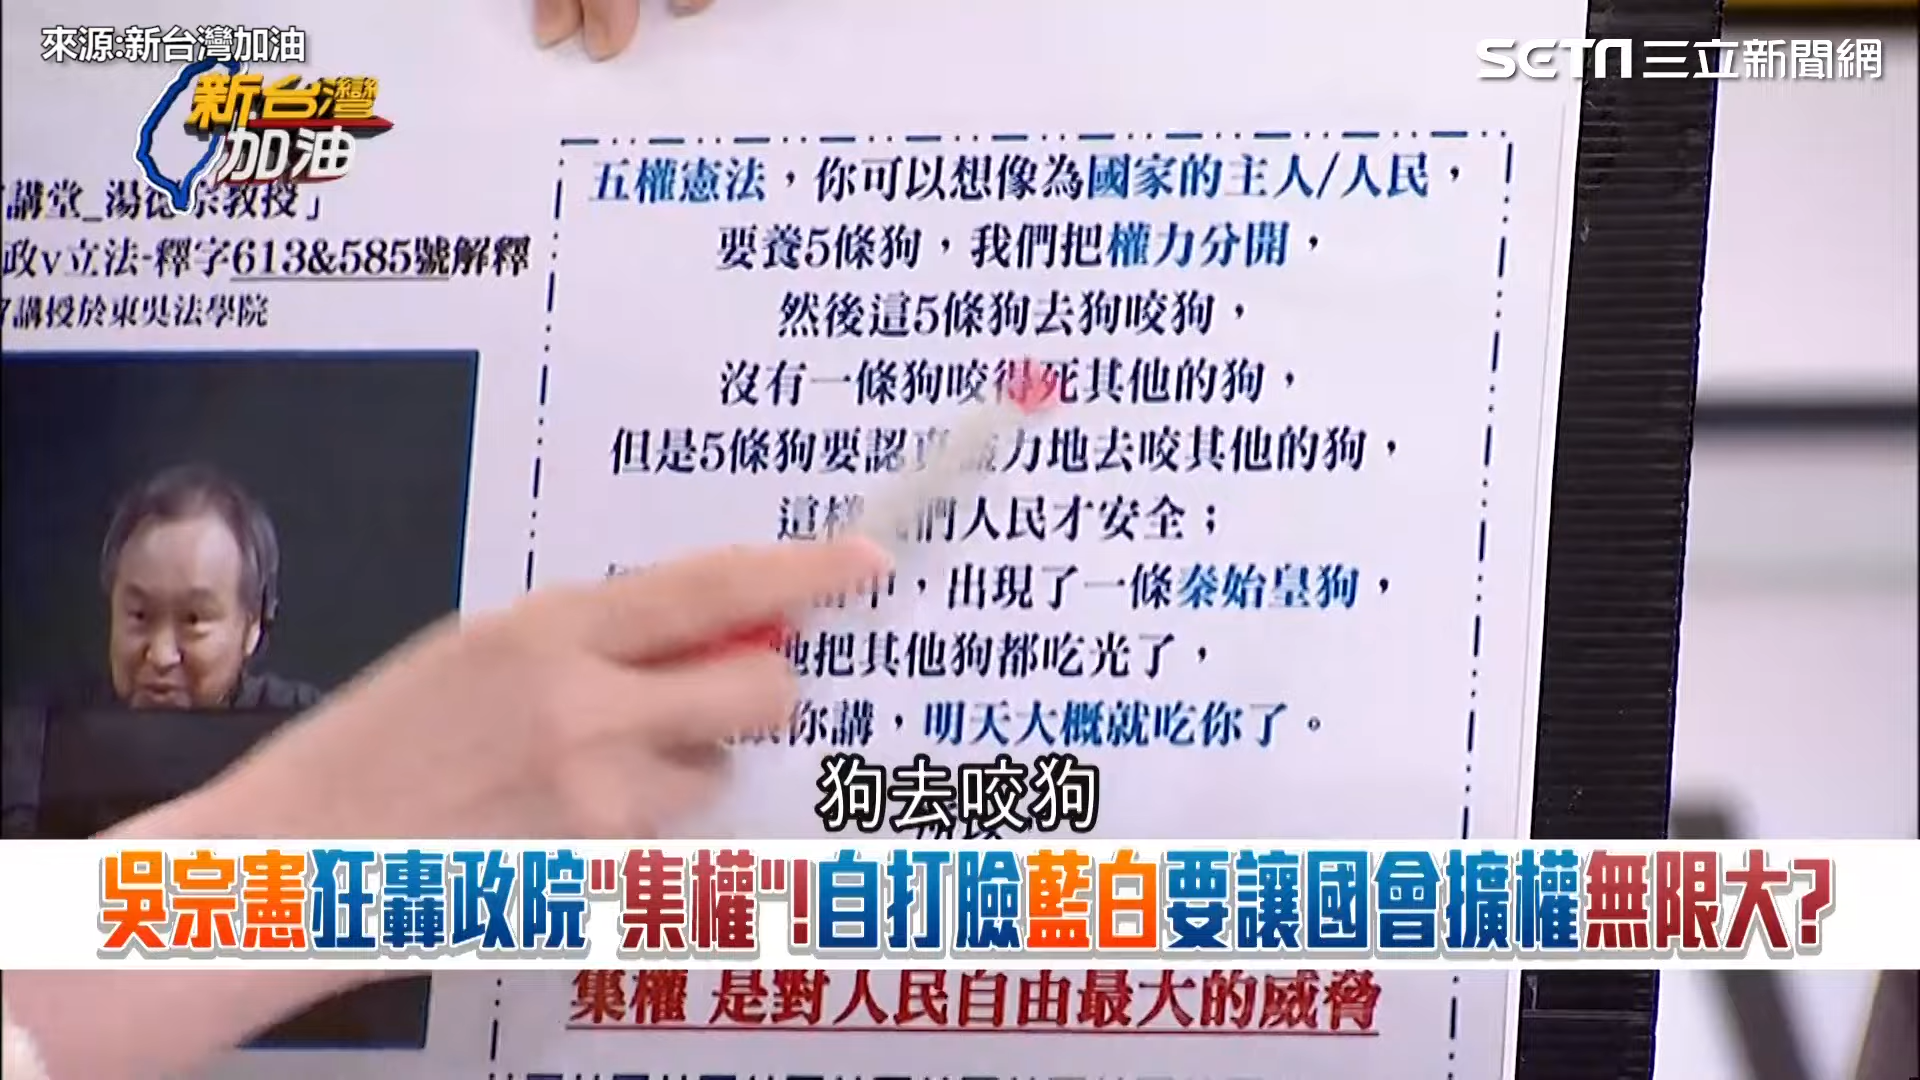 來源:新台灣加油
SETN三立新聞網
新台灣
加油
講堂_湯德宗教授」
政v立法-釋字613&585號解釋
講授於東吳法學院
五權憲法，你可以想像為國家的主人/人民，
要養5條狗，我們把權力分開，
然後這5條狗去狗咬狗，
沒有一條狗咬得死其他的狗，
但是5條狗要認真 力地去咬其他的狗，
這樣 們人民才安全；
中，出現了一條秦始皇狗，
把其他狗都吃光了，
你講，明天大概就吃你了。
狗去咬狗
吳宗憲狂轟政院"集權"!自打臉藍白要讓國會擴權無限大?
集權 是對人民自由最大的威脅